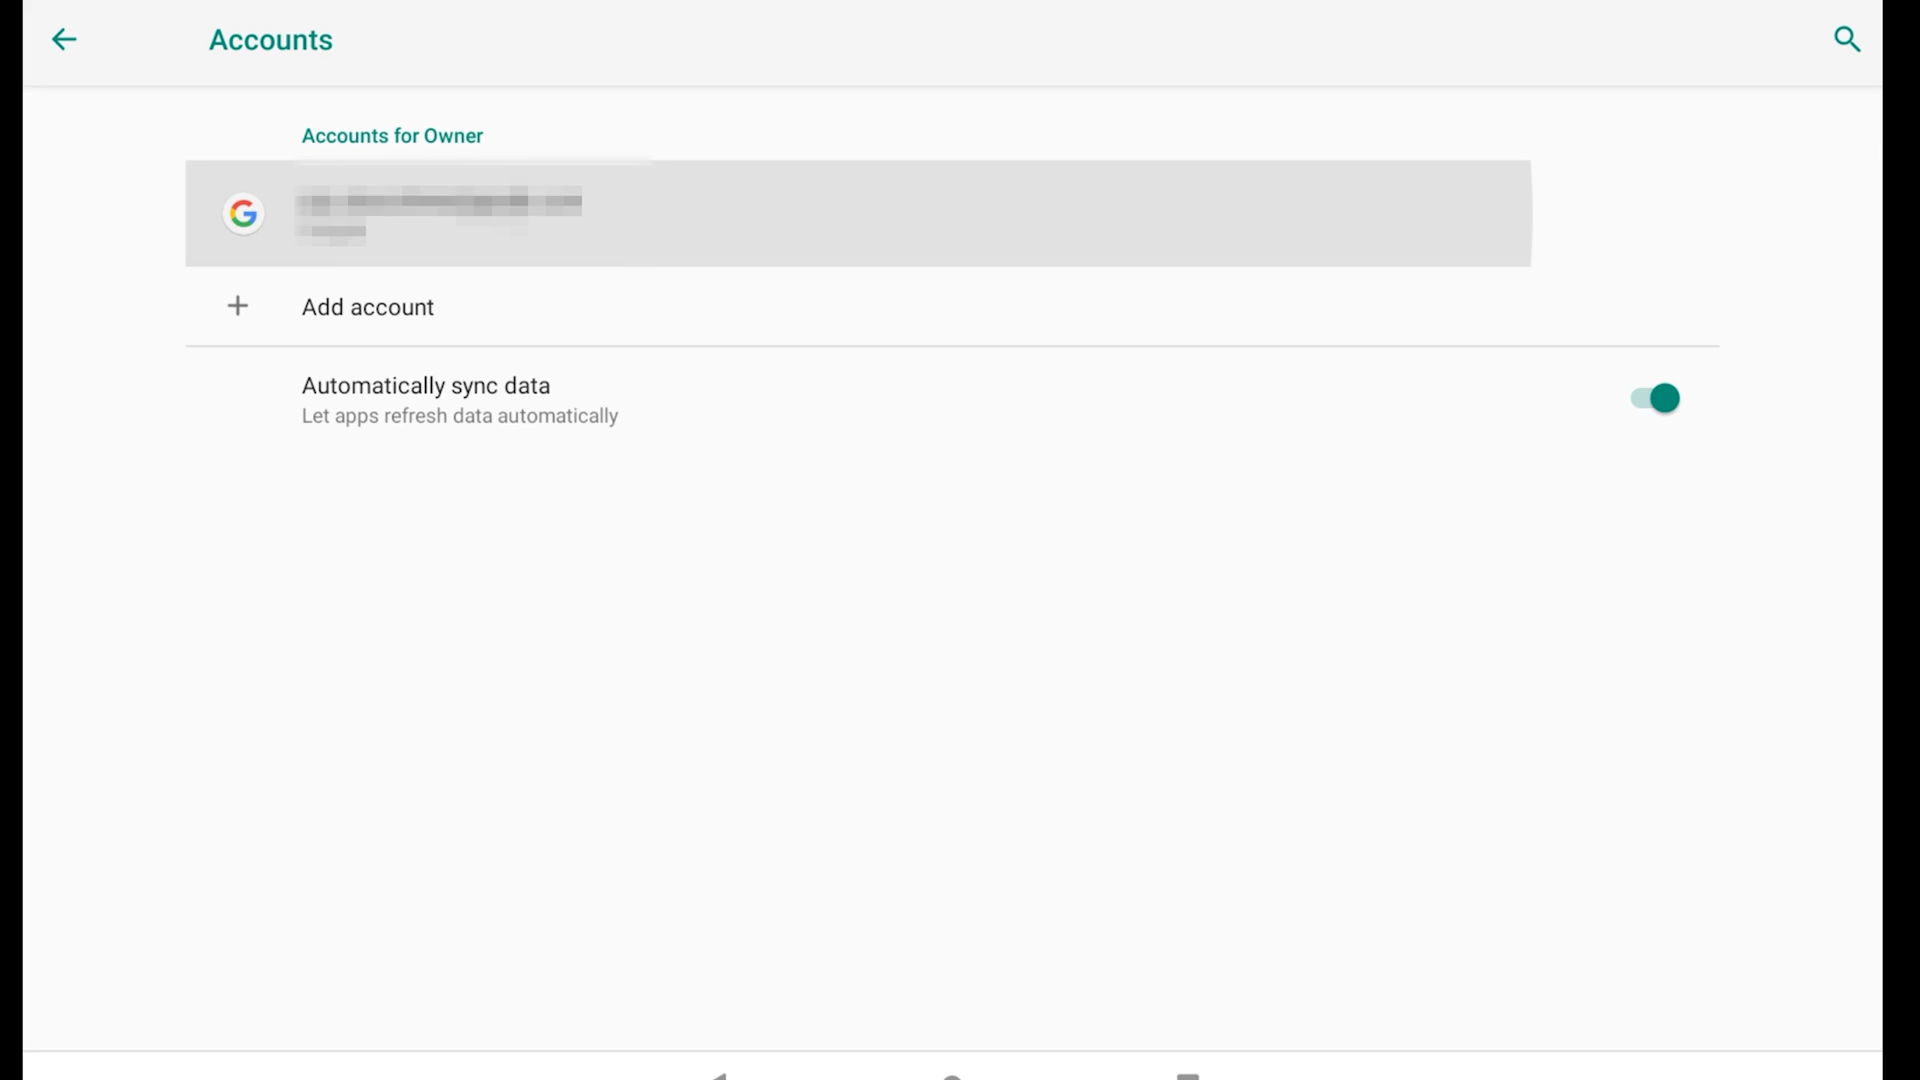 Accounts
Accounts for Owner
Add account
Automatically sync data
Let apps refresh data automatically